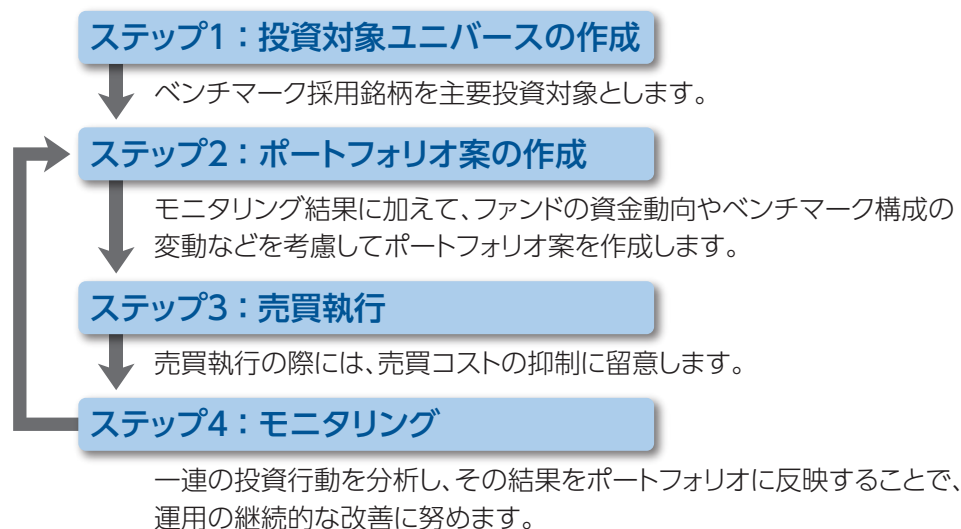 ステップ1：投資対象ユニバースの作成
ベンチマーク採用銘柄を主要投資対象とします。
ステップ2：ポートフォリオ案の作成
モニタリング結果に加えて、ファンドの資金動向やベンチマーク構成の
変動などを考慮してポートフォリオ案を作成します。
ステップ3：売買執行
売買執行の際には、売買コストの抑制に留意します。
ステップ4：モニタリング
一連の投資行動を分析し、その結果をポートフォリオに反映することで、
運用の継続的な改善に努めます。